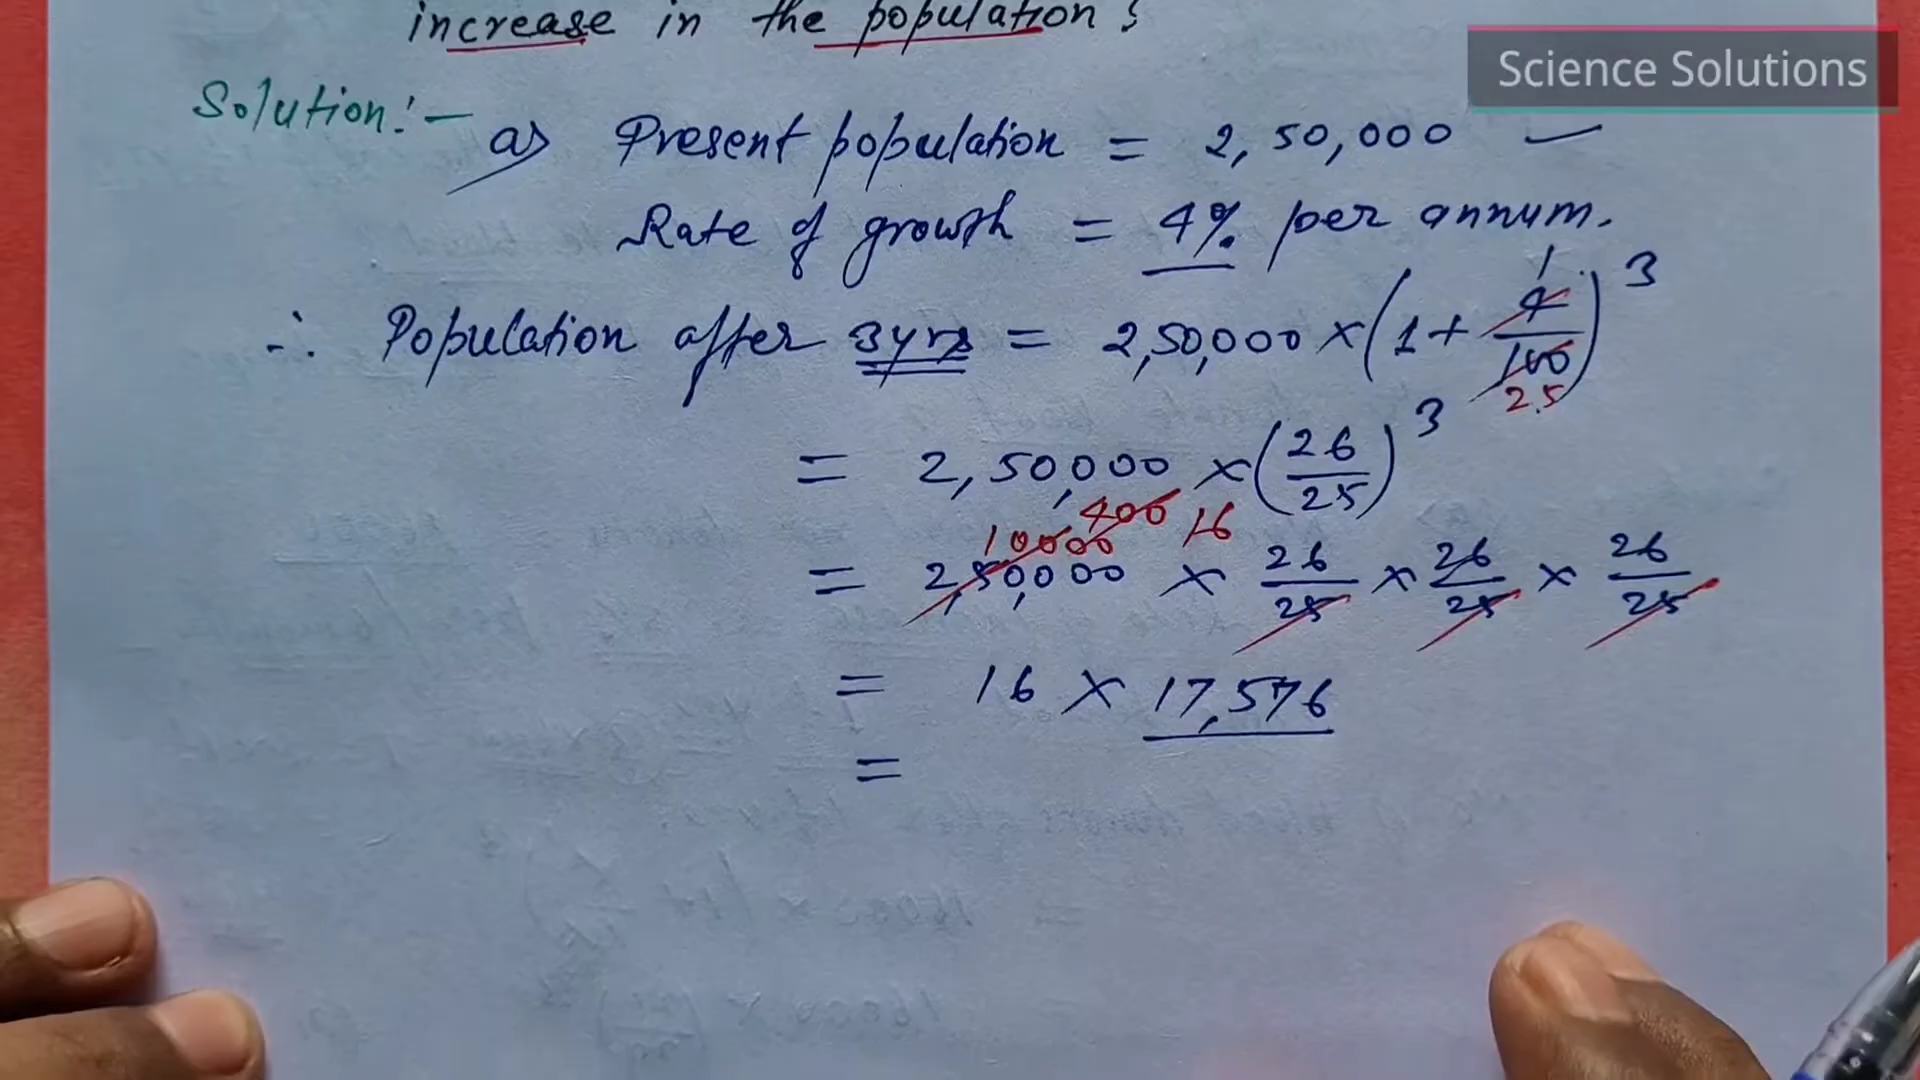 increase in the population?
Science Solutions
Solution:- a) Present population = 2,50,000
Rate of growth = 4% per annum.
∴ Population after 3yrs = 2,50,000 × (1 + 4/100)^3
1
25
= 2,50,000 × (26/25)^3
10000 400 16
= 2,50,000 × 26/25 × 26/25 × 26/25
= 16 × 17,576
=